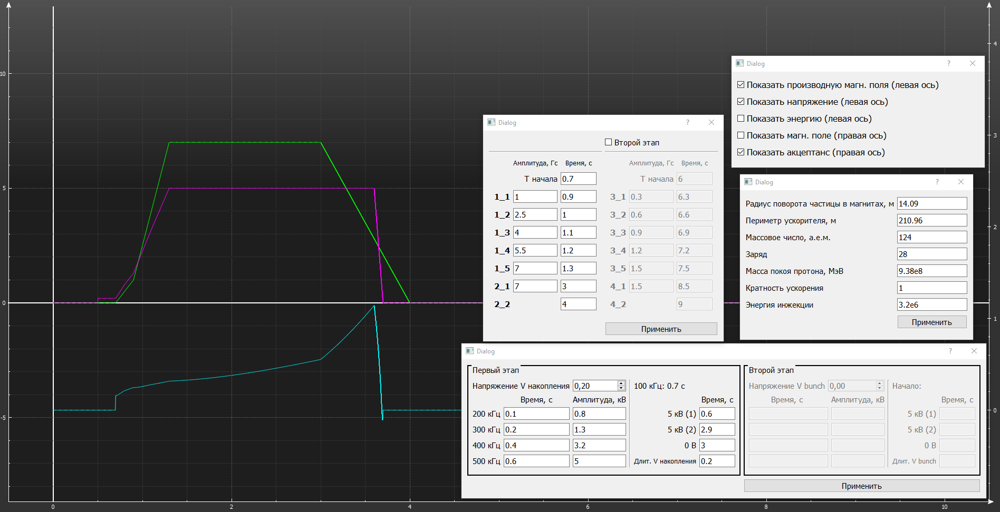 10
5
0
-5
0
2
4
6
8
10
4
3
2
1
0
Dialog
?
Показать производную магн. поля (левая ось)
Показать напряжение (левая ось)
Показать энергию (левая ось)
Показать магн. поле (правая ось)
Показать акцептанс (правая ось)
Dialog
?
Второй этап
Амплитуда, Гс Время, с Амплитуда, Гс Время, с
Т начала 0.7 Т начала 6
1_1 1 0.9 3_1 0.3 6.3
1_2 2.5 1 3_2 0.6 6.6
1_3 4 1.1 3_3 0.9 6.9
1_4 5.5 1.2 3_4 1.2 7.2
1_5 7 1.3 3_5 1.5 7.5
2_1 7 3 4_1 1.5 8.5
2_2 4 4_2 9
Применить
Dialog
?
Радиус поворота частицы в магнитах, м 14.09
Периметр ускорителя, м 210.96
Массовое число, а.е.м. 124
Заряд 28
Масса покоя протона, МэВ 9.38e8
Кратность ускорения 1
Энергия инжекции 3.2e6
Применить
Dialog
?
Первый этап
Напряжение V накопления 0,20 100 кГц: 0.7 с
Время, с Амплитуда, кВ Время, с
200 кГц 0.1 0.8 5 кВ (1) 0.6
300 кГц 0.2 1.3 5 кВ (2) 2.9
400 кГц 0.4 3.2 0 В 3
500 кГц 0.6 5 Длит. V накопления 0.2
Второй этап
Напряжение V bunch 0,00 Начало:
Время, с Амплитуда, кВ Время, с
5 кВ (1)
5 кВ (2)
0 В
Длит. V bunch
Применить